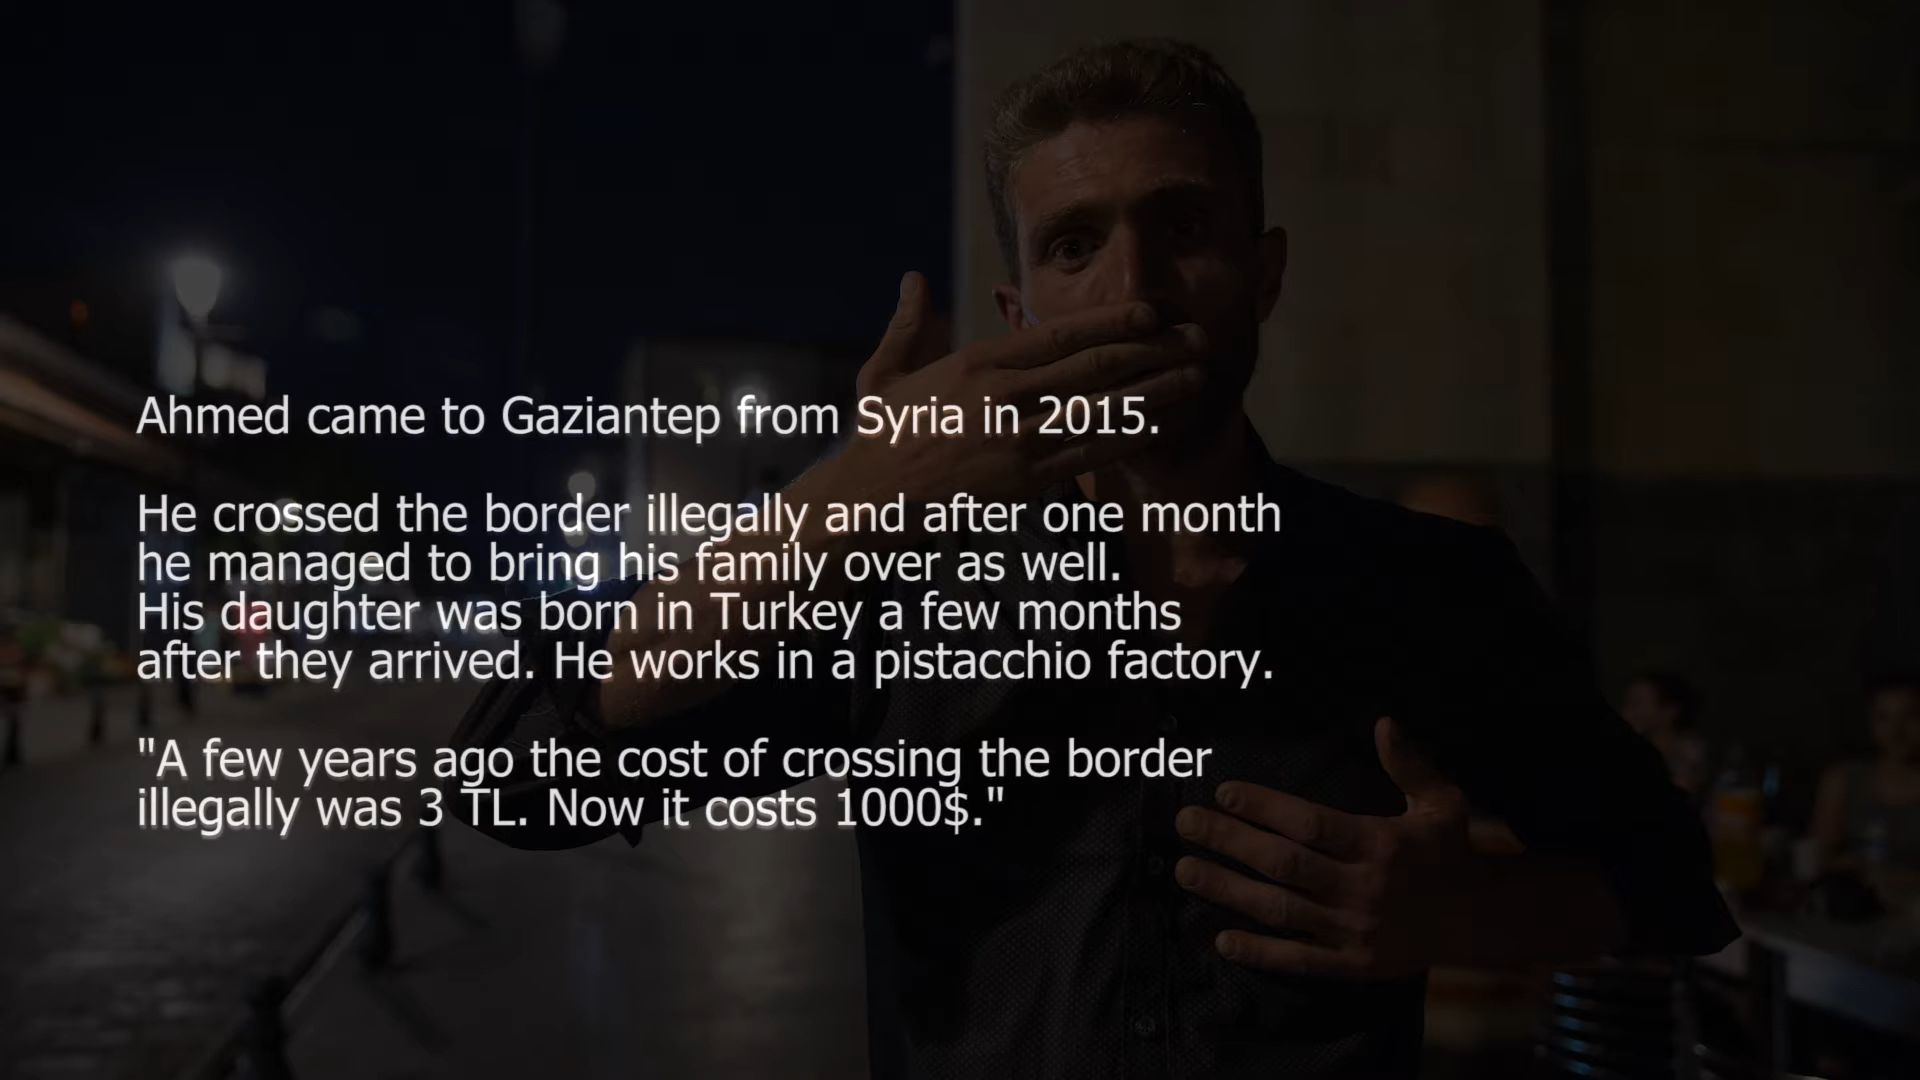 Ahmed came to Gaziantep from Syria in 2015.
He crossed the border illegally and after one month
he managed to bring his family over as well.
His daughter was born in Turkey a few months
after they arrived. He works in a pistacchio factory.
"A few years ago the cost of crossing the border
illegally was 3 TL. Now it costs 1000$."